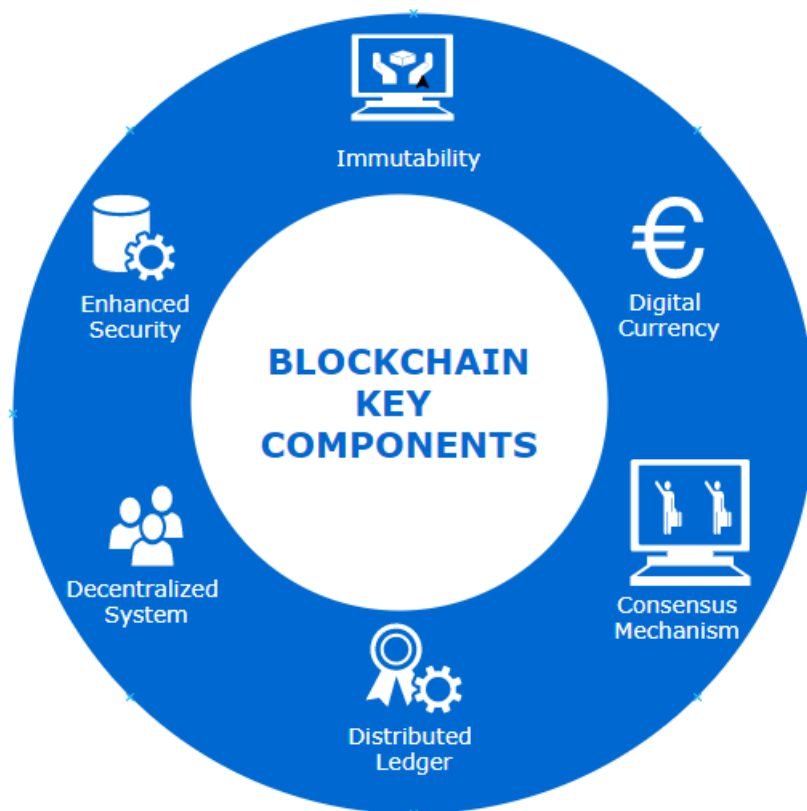 Immutability
Enhanced
Security
€
Digital
Currency
BLOCKCHAIN
KEY
COMPONENTS
Decentralized
System
Consensus
Mechanism
Distributed
Ledger